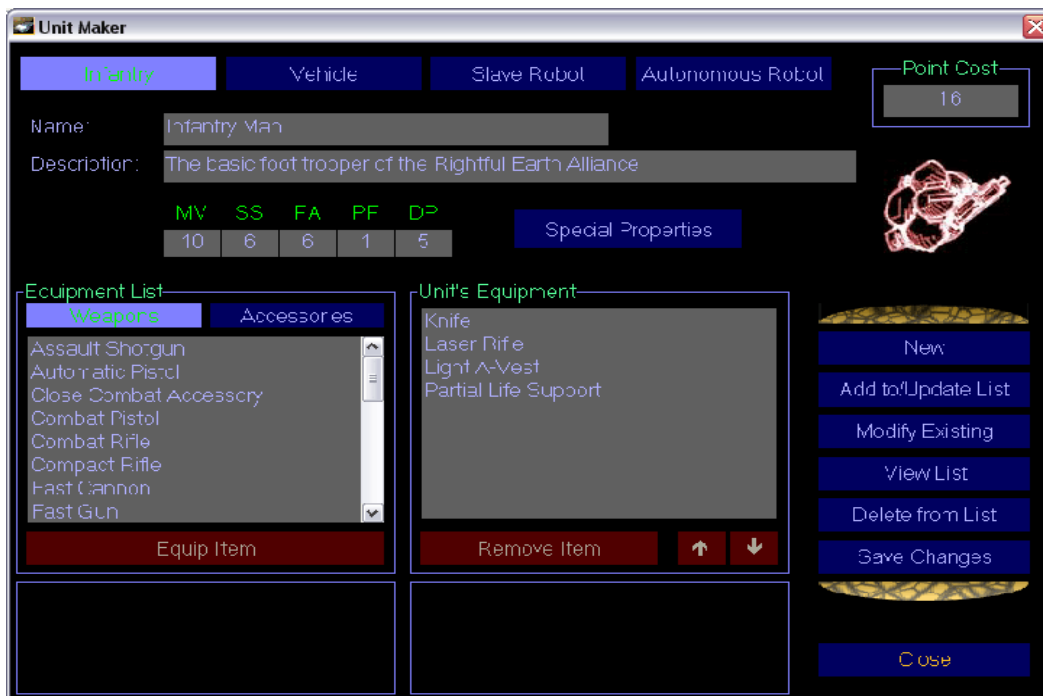 Unit Maker
Infantry Vehicle Slave Robot Autonomous Robot
Point Cost
16
Name: Infantry Man
Description: The basic foot trooper of the Rightful Earth Alliance
MV SS FA PF DP
10 6 6 1 5
Special Properties
Equipment List
Weapons Accessories
Assault Shotgun
Automatic Pistol
Close Combat Accessory
Combat Pistol
Combat Rifle
Compact Rifle
Fast Cannon
Fast Gun
Equip Item
Unit's Equipment
Knife
Laser Rifle
Light A-Vest
Partial Life Support
Remove Item
New
Add to/Update List
Modify Existing
View List
Delete from List
Save Changes
Close